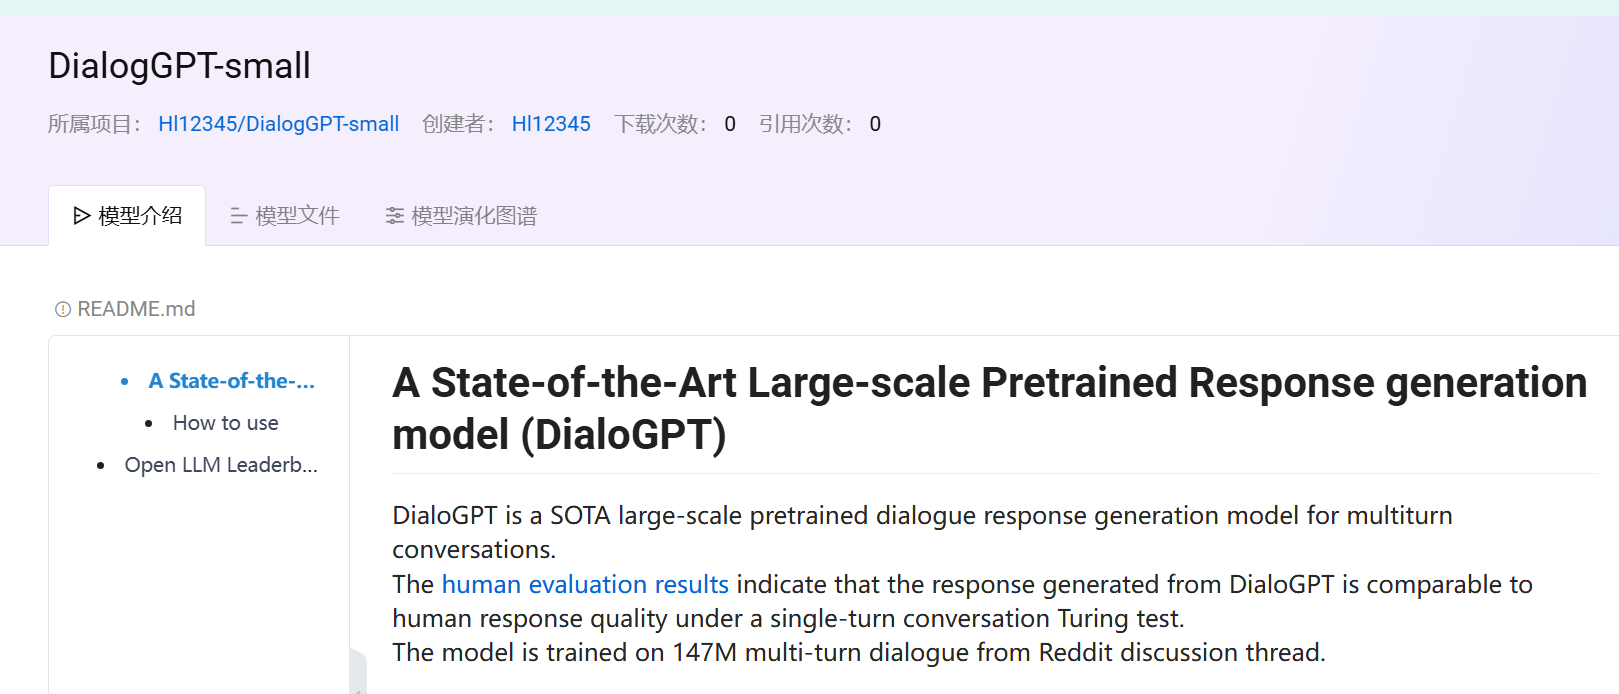 DialogGPT-small
所属项目： Hl12345/DialogGPT-small 创建者： Hl12345 下载次数： 0 引用次数： 0
模型介绍 模型文件 模型演化图谱
README.md
A State-of-the-...
How to use
Open LLM Leaderb...
A State-of-the-Art Large-scale Pretrained Response generation
model (DialoGPT)
DialoGPT is a SOTA large-scale pretrained dialogue response generation model for multiturn
conversations.
The human evaluation results indicate that the response generated from DialoGPT is comparable to
human response quality under a single-turn conversation Turing test.
The model is trained on 147M multi-turn dialogue from Reddit discussion thread.